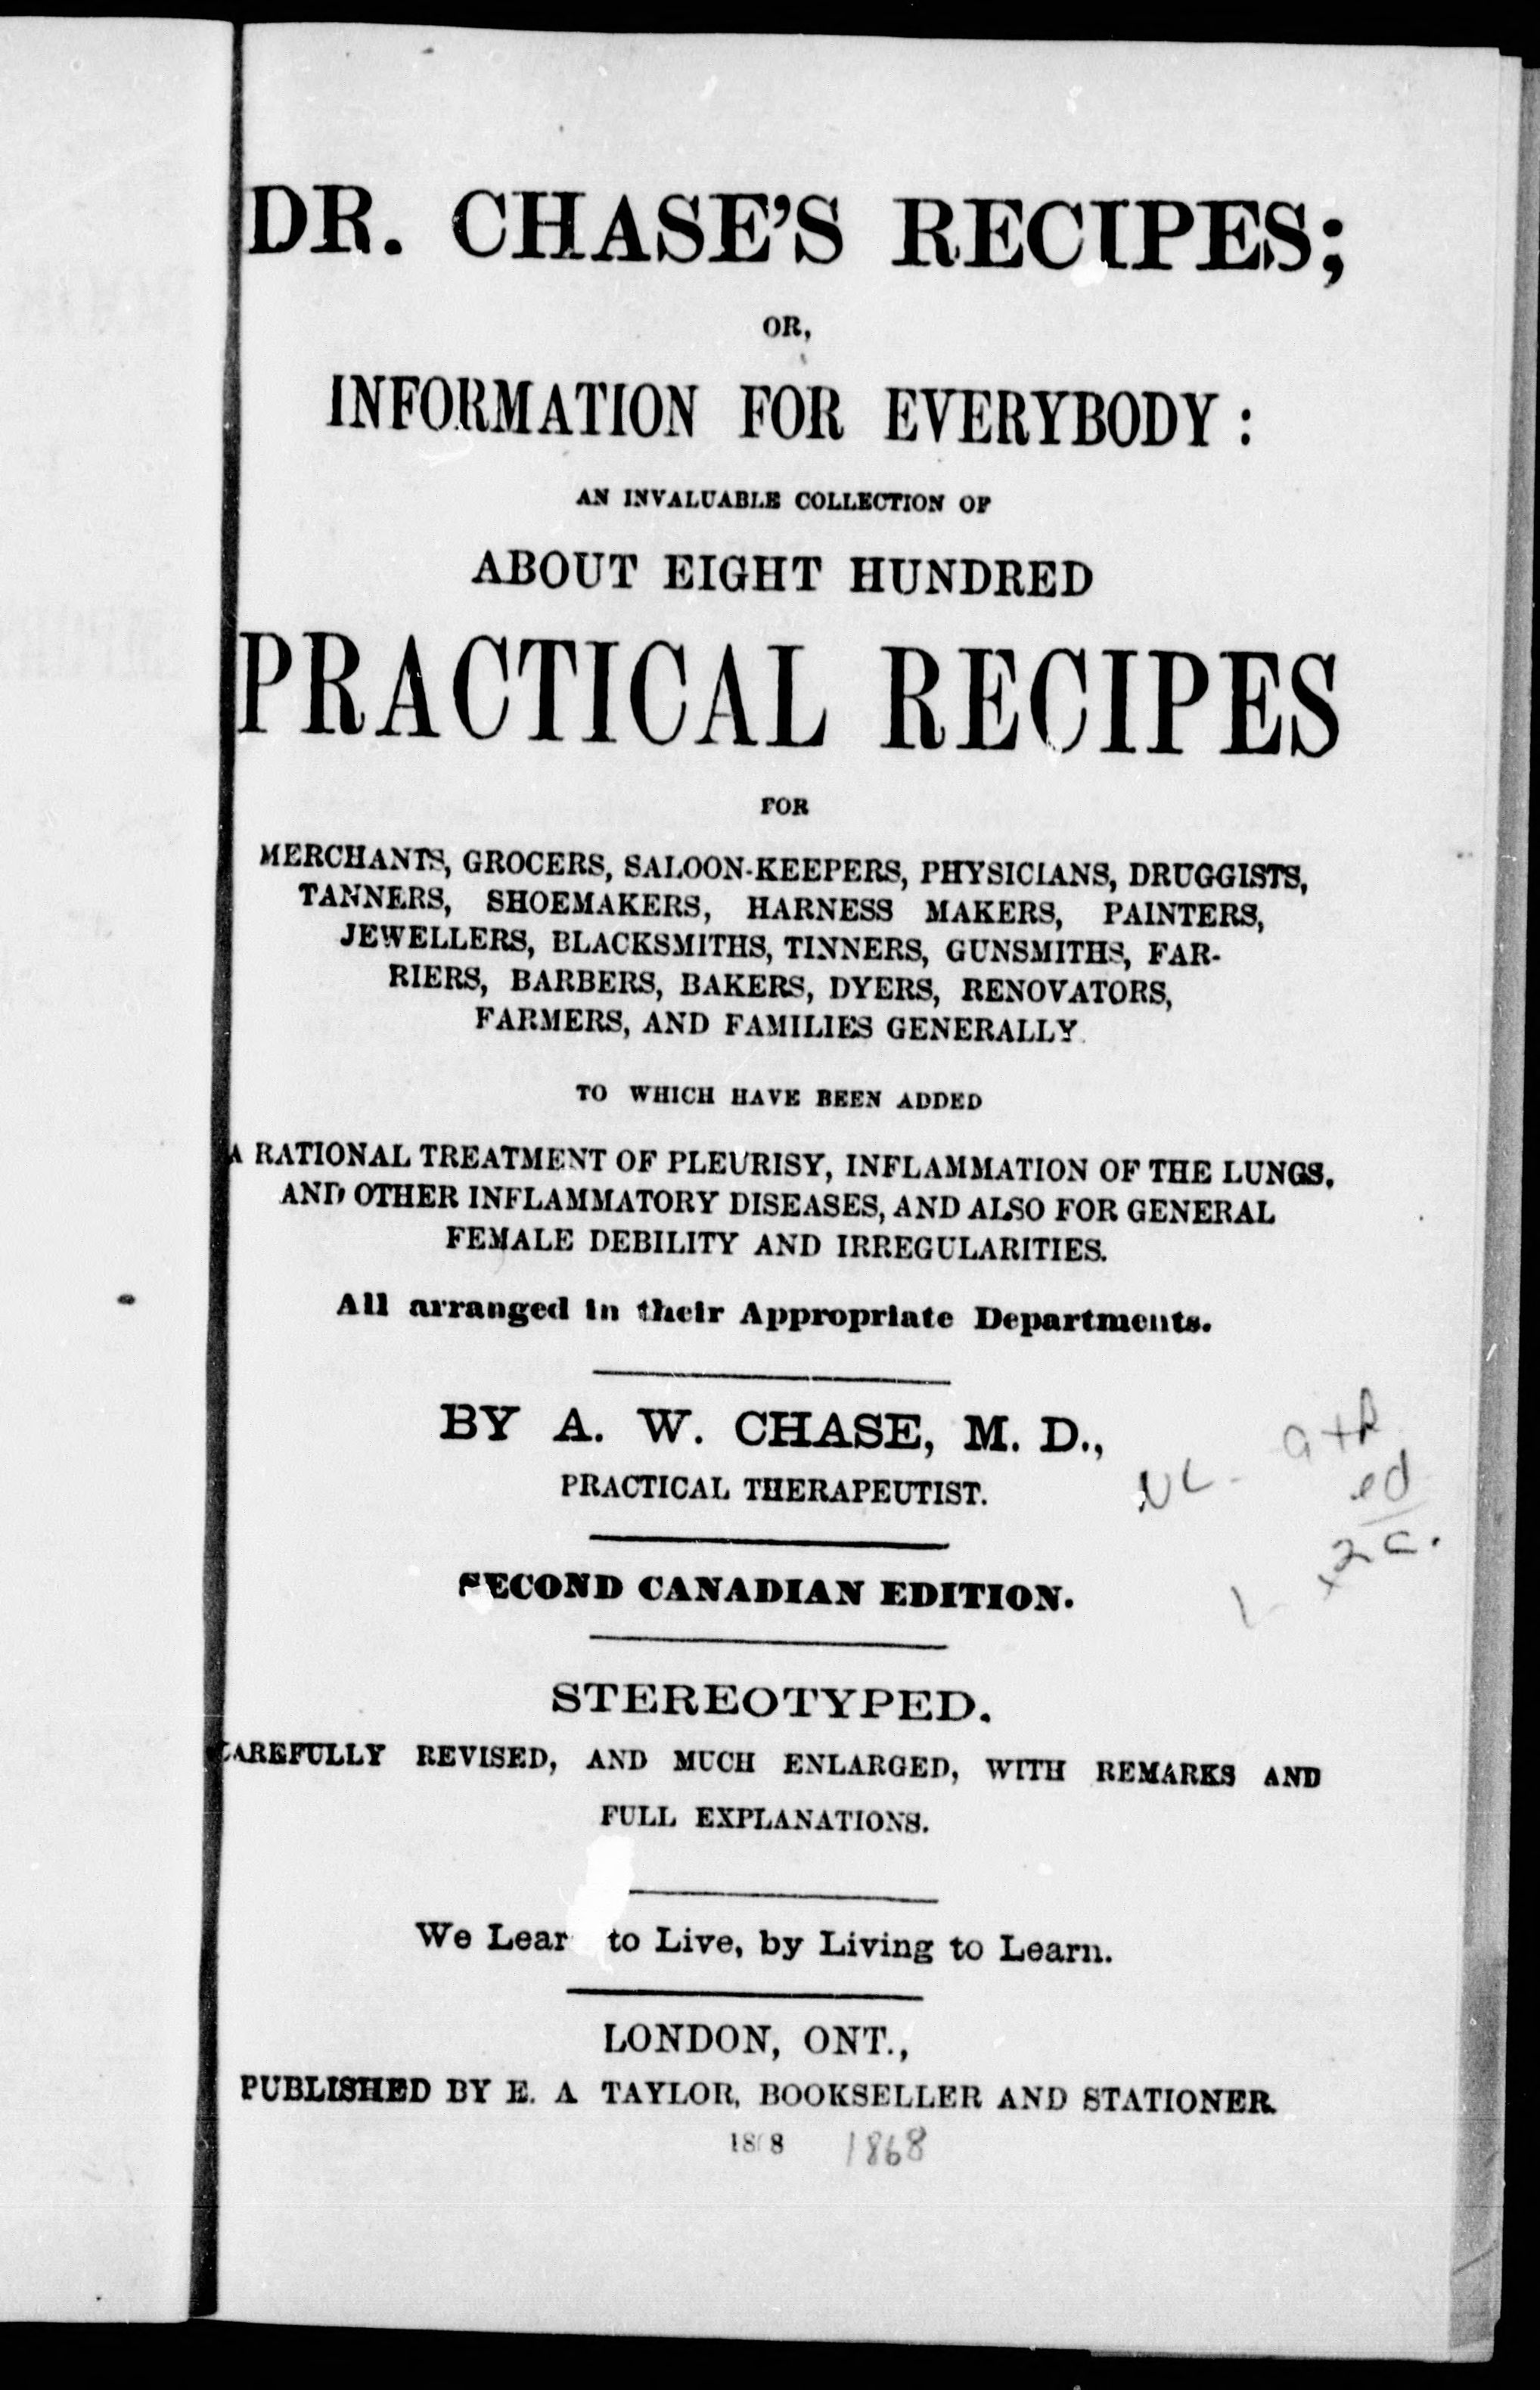 DR. CHASE'S RECIPES;
OR,
INFORMATION FOR EVERYBODY:
AN INVALUABLE COLLECTION OF
ABOUT EIGHT HUNDRED
PRACTICAL RECIPES
FOR
MERCHANTS, GROCERS, SALOON-KEEPERS, PHYSICIANS, DRUGGISTS,
TANNERS, SHOEMAKERS, HARNESS MAKERS, PAINTERS,
JEWELLERS, BLACKSMITHS, TINNERS, GUNSMITHS, FAR-
RIERS, BARBERS, BAKERS, DYERS, RENOVATORS,
FARMERS, AND FAMILIES GENERALLY.
TO WHICH HAVE BEEN ADDED
A RATIONAL TREATMENT OF PLEURISY, INFLAMMATION OF THE LUNGS,
AND OTHER INFLAMMATORY DISEASES, AND ALSO FOR GENERAL
FEMALE DEBILITY AND IRREGULARITIES.
All arranged in their Appropriate Departments.
BY A. W. CHASE, M. D.,
PRACTICAL THERAPEUTIST.
SECOND CANADIAN EDITION.
STEREOTYPED.
CAREFULLY REVISED, AND MUCH ENLARGED, WITH REMARKS AND
FULL EXPLANATIONS.
We Lear to Live, by Living to Learn.
LONDON, ONT.,
PUBLISHED BY E. A TAYLOR, BOOKSELLER AND STATIONER.
1868 1868